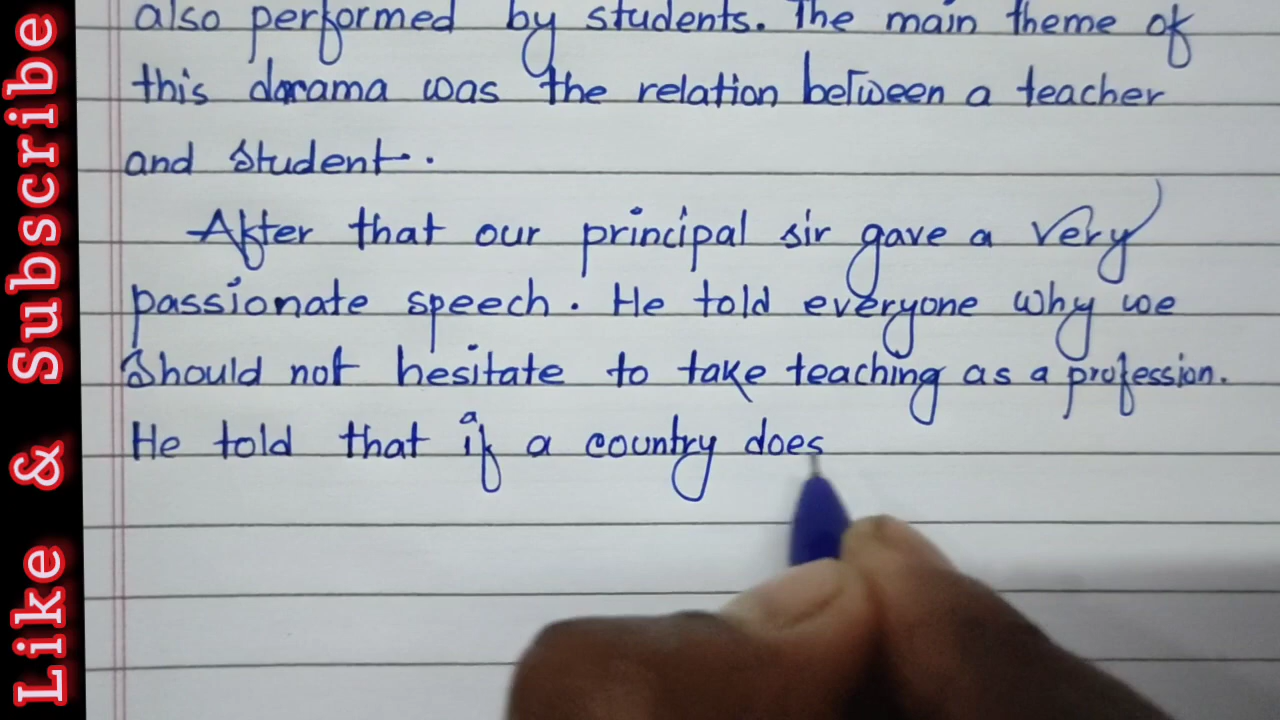 also performed by students. The main theme of
this dorama was the relation between a teacher
and student.
After that our principal sir gave a very
passionate speech. He told everyone why we
should not hesitate to take teaching as a profession.
He told that if a country does
Like & Subscribe